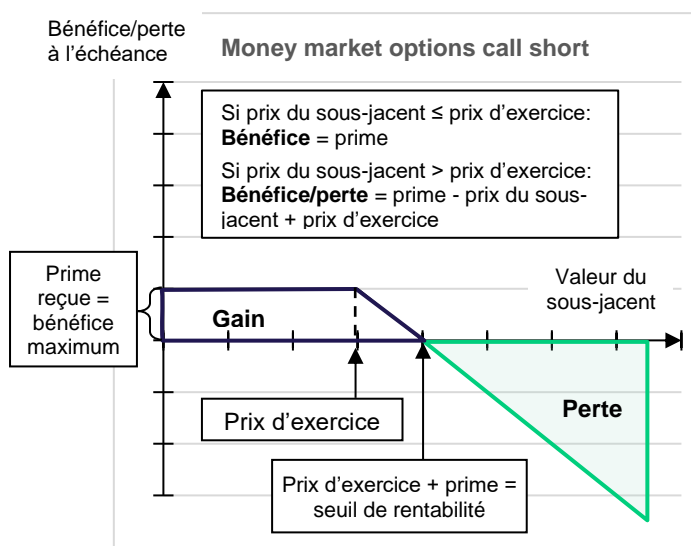 Bénéfice/perte
à l'échéance
Money market options call short
Si prix du sous-jacent ≤ prix d'exercice:
Bénéfice = prime
Si prix du sous-jacent > prix d'exercice:
Bénéfice/perte = prime - prix du sous-
jacent + prix d'exercice
Prime
reçue =
bénéfice
maximum
Gain
Valeur du
sous-jacent
Prix d'exercice
Perte
Prix d'exercice + prime =
seuil de rentabilité